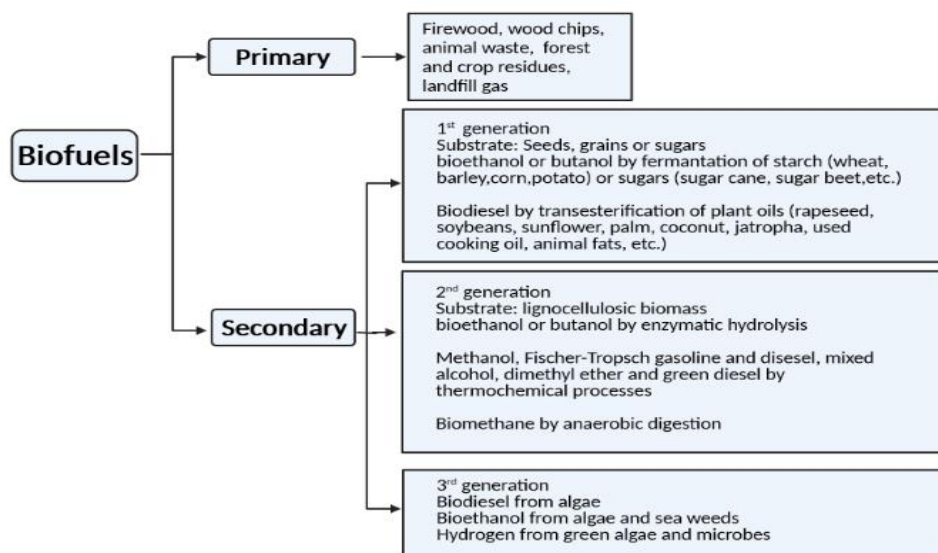 Biofuels
Primary
Firewood, wood chips,
animal waste, forest
and crop residues,
landfill gas
Secondary
1st generation
Substrate: Seeds, grains or sugars
bioethanol or butanol by fermantation of starch (wheat,
barley,corn,potato) or sugars (sugar cane, sugar beet,etc.)
Biodiesel by transesterification of plant oils (rapeseed,
soybeans, sunflower, palm, coconut, jatropha, used
cooking oil, animal fats, etc.)
2nd generation
Substrate: lignocellulosic biomass
bioethanol or butanol by enzymatic hydrolysis
Methanol, Fischer-Tropsch gasoline and disesel, mixed
alcohol, dimethyl ether and green diesel by
thermochemical processes
Biomethane by anaerobic digestion
3rd generation
Biodiesel from algae
Bioethanol from algae and sea weeds
Hydrogen from green algae and microbes